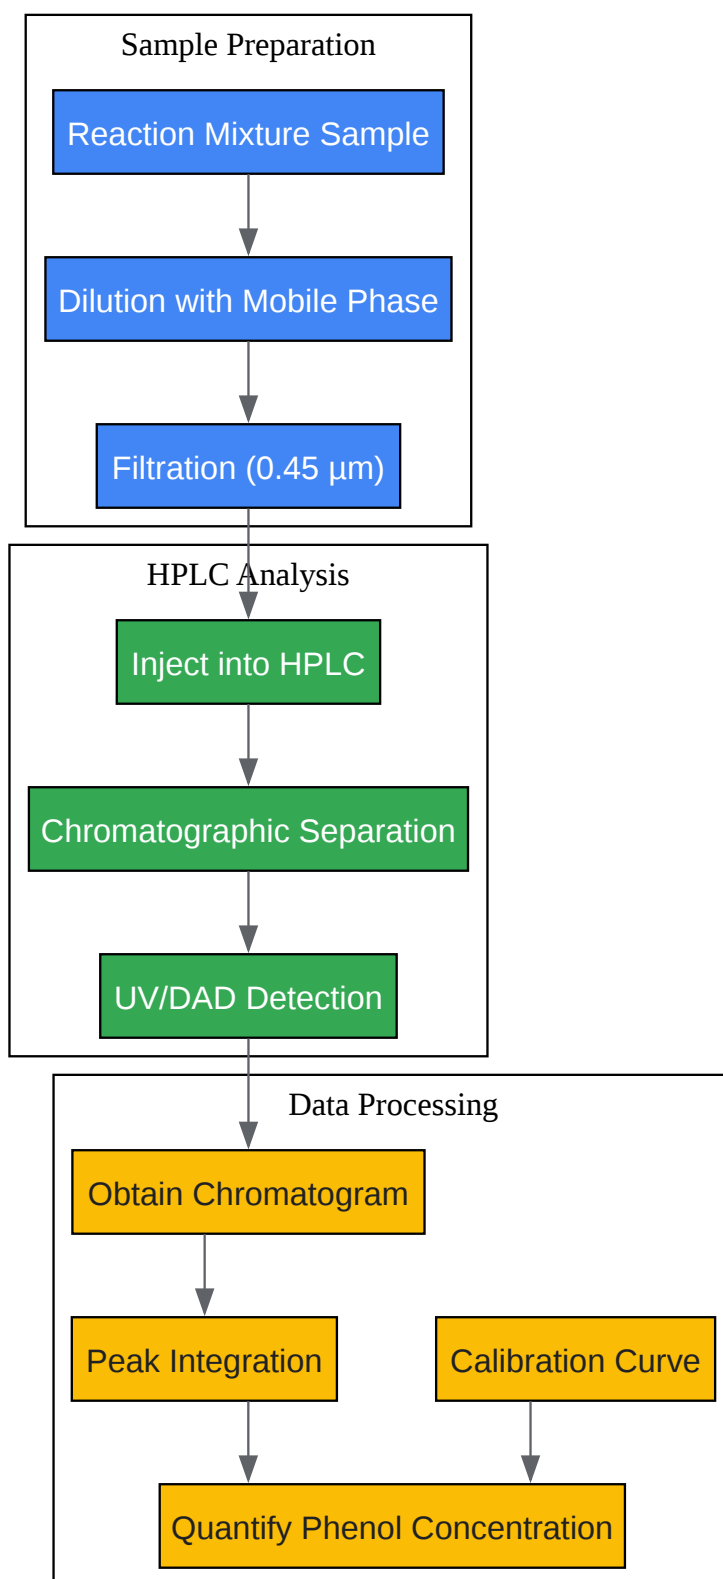 Sample Preparation
Reaction Mixture Sample
Dilution with Mobile Phase
Filtration (0.45 µm)
HPLC Analysis
Inject into HPLC
Chromatographic Separation
UV/DAD Detection
Data Processing
Obtain Chromatogram
Peak Integration
Calibration Curve
Quantify Phenol Concentration